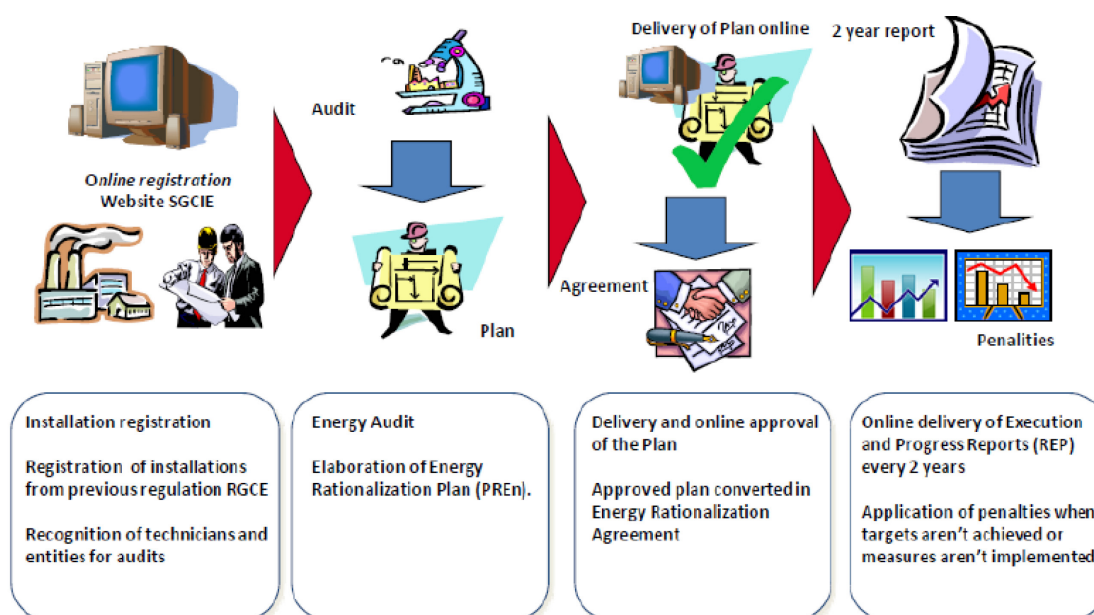 Delivery of Plan online
2 year report
Audit
Online registration
Website SGCIE
Agreement
Plan
Penalities
Installation registration
Registration of installations
from previous regulation RGCE
Recognition of technicians and
entities for audits
Energy Audit
Elaboration of Energy
Rationalization Plan (PREn).
Delivery and online approval
of the Plan
Approved plan converted in
Energy Rationalization
Agreement
Online delivery of Execution
and Progress Reports (REP)
every 2 years
Application of penalties when
targets aren't achieved or
measures aren't implemented